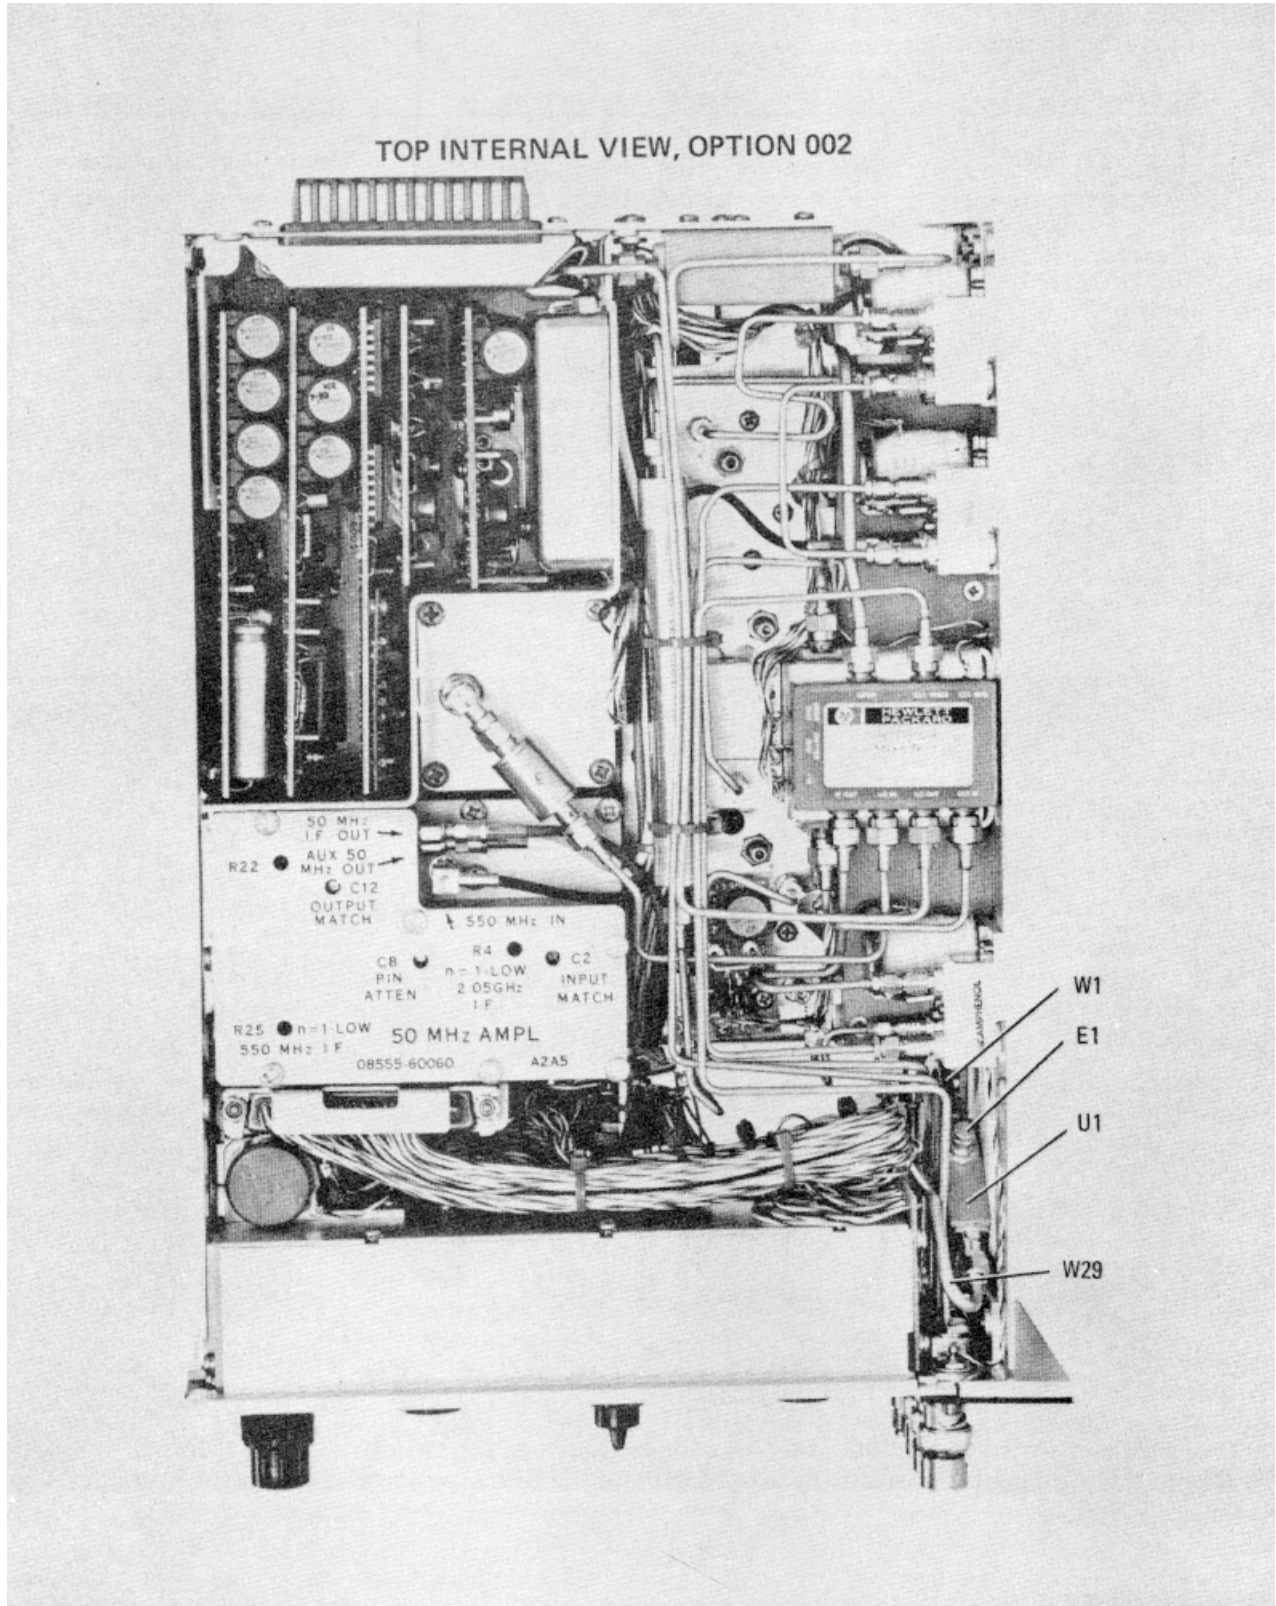 TOP INTERNAL VIEW, OPTION 002
HEWLETT
PACKARD
50 MHz
I.F. OUT
AUX 50
MHz OUT
R22
C12
OUTPUT
MATCH
550 MHz IN
C8
PIN
ATTEN
R4
n=1-LOW
2.05GHz
I.F
C2
INPUT
MATCH
R25
n=1-LOW
550 MHz I.F.
50 MHz AMPL
08555-60060
A2A5
AMPHENOL
W1
E1
U1
W29